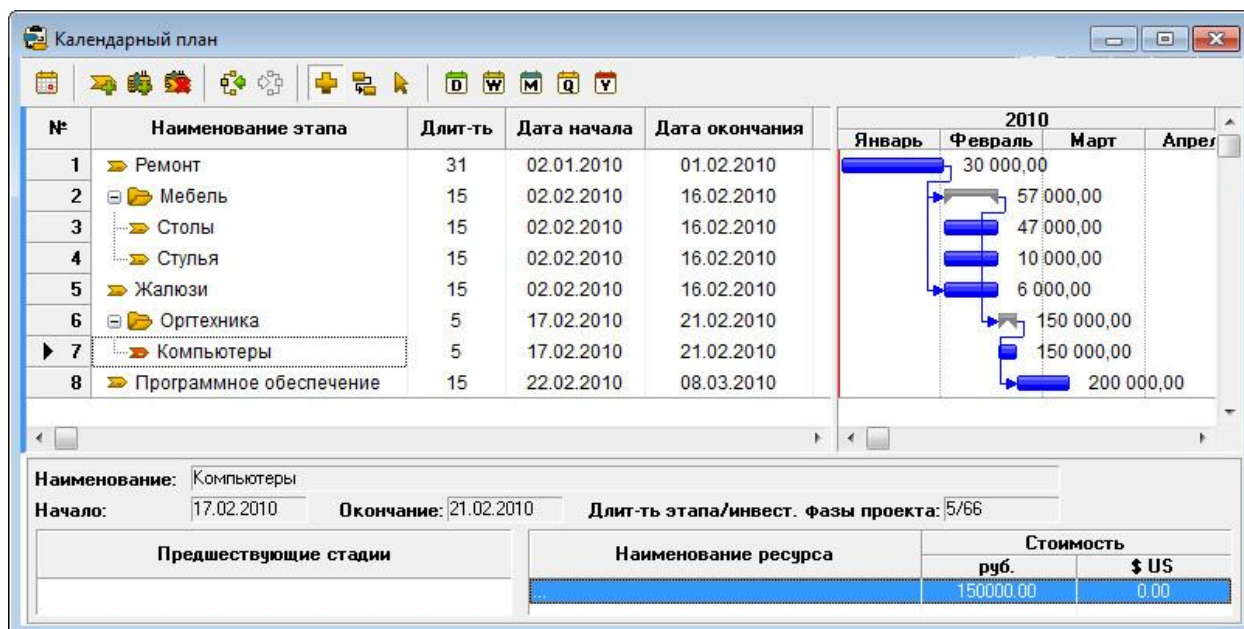 Календарный план
D W M Q Y
№ Наименование этапа Длит-ть Дата начала Дата окончания 2010
Январь Февраль Март Апрел
1 Ремонт 31 02.01.2010 01.02.2010 30 000,00
2 Мебель 15 02.02.2010 16.02.2010 57 000,00
3 Столы 15 02.02.2010 16.02.2010 47 000,00
4 Стулья 15 02.02.2010 16.02.2010 10 000,00
5 Жалюзи 15 02.02.2010 16.02.2010 6 000,00
6 Оргтехника 5 17.02.2010 21.02.2010 150 000,00
7 Компьютеры 5 17.02.2010 21.02.2010 150 000,00
8 Программное обеспечение 15 22.02.2010 08.03.2010 200 000,00
Наименование: Компьютеры
Начало: 17.02.2010 Окончание: 21.02.2010 Длит-ть этапа/инвест. фазы проекта: 5/66
Предшествующие стадии Наименование ресурса Стоимость
руб. $ US
... 150000.00 0.00